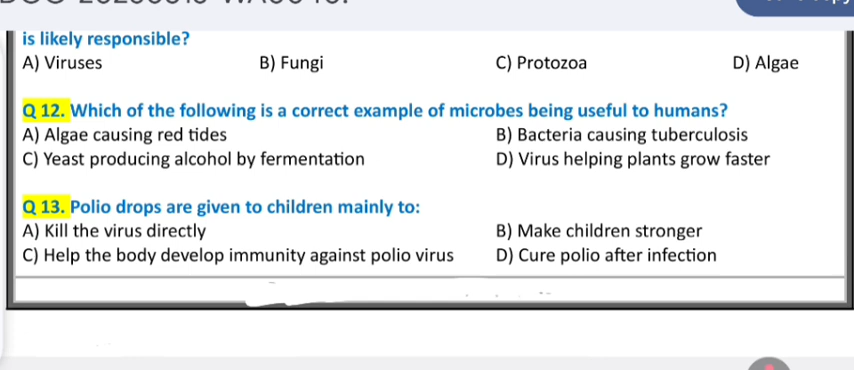 is likely responsible?
A) Viruses B) Fungi C) Protozoa D) Algae
Q 12. Which of the following is a correct example of microbes being useful to humans?
A) Algae causing red tides B) Bacteria causing tuberculosis
C) Yeast producing alcohol by fermentation D) Virus helping plants grow faster
Q 13. Polio drops are given to children mainly to:
A) Kill the virus directly B) Make children stronger
C) Help the body develop immunity against polio virus D) Cure polio after infection